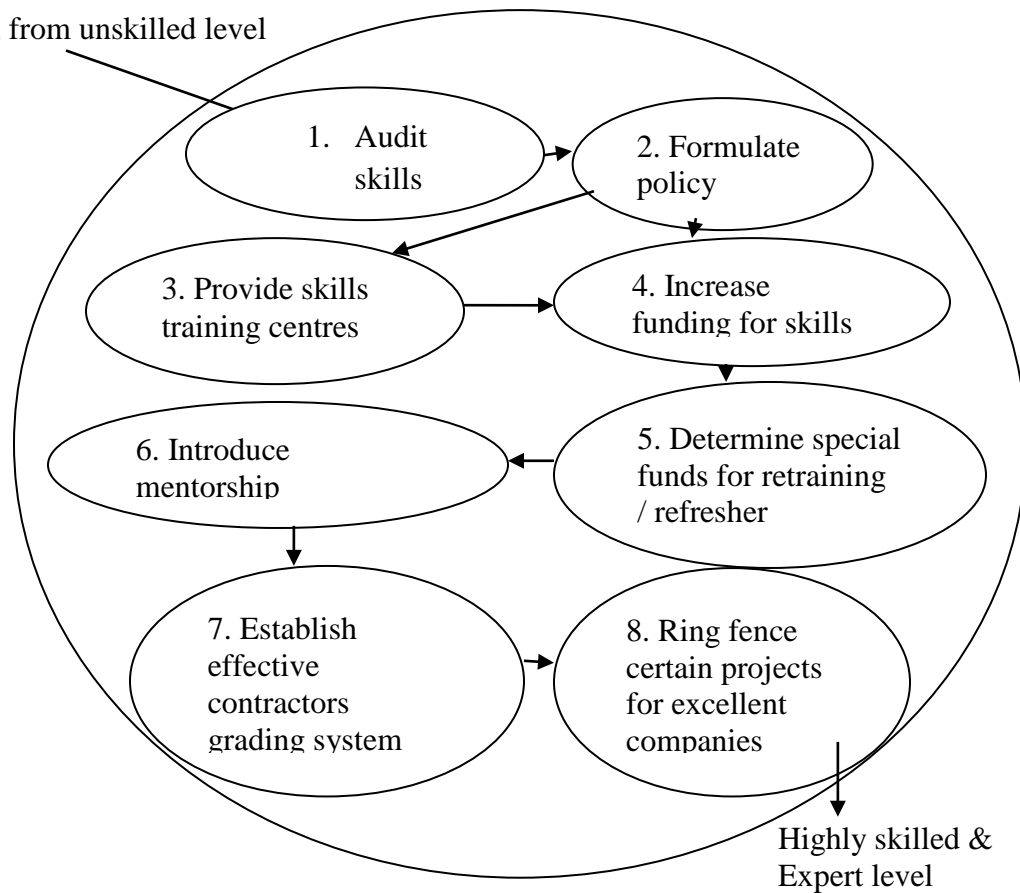 from unskilled level
1. Audit
skills
2. Formulate
policy
3. Provide skills
training centres
4. Increase
funding for skills
5. Determine special
funds for retraining
/ refresher
6. Introduce
mentorship
7. Establish
effective
contractors
grading system
8. Ring fence
certain projects
for excellent
companies
Highly skilled &
Expert level